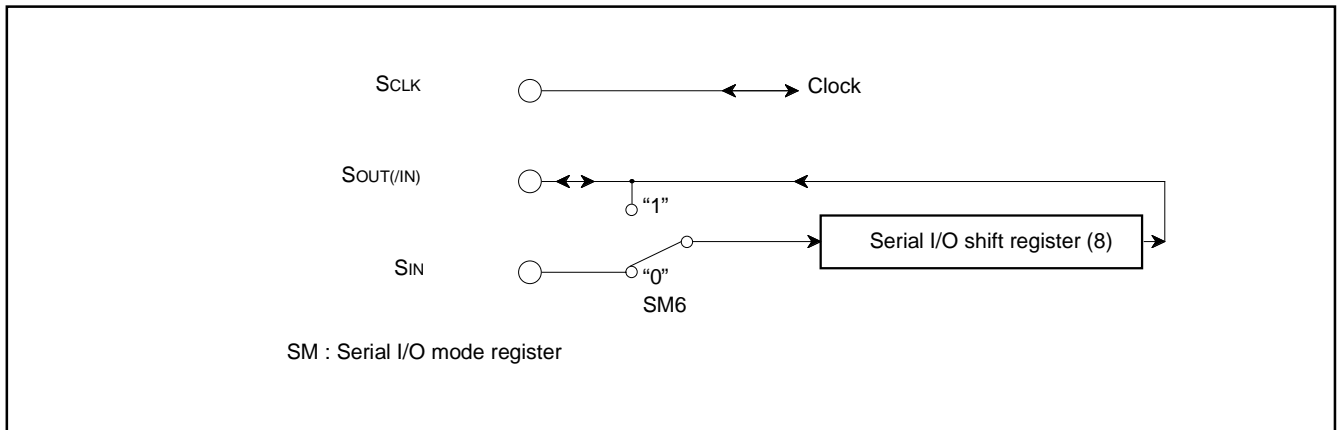 SCLK
Clock
SOUT(/IN)
“1”
Serial I/O shift register (8)
SIN
“0”
SM6
SM : Serial I/O mode register